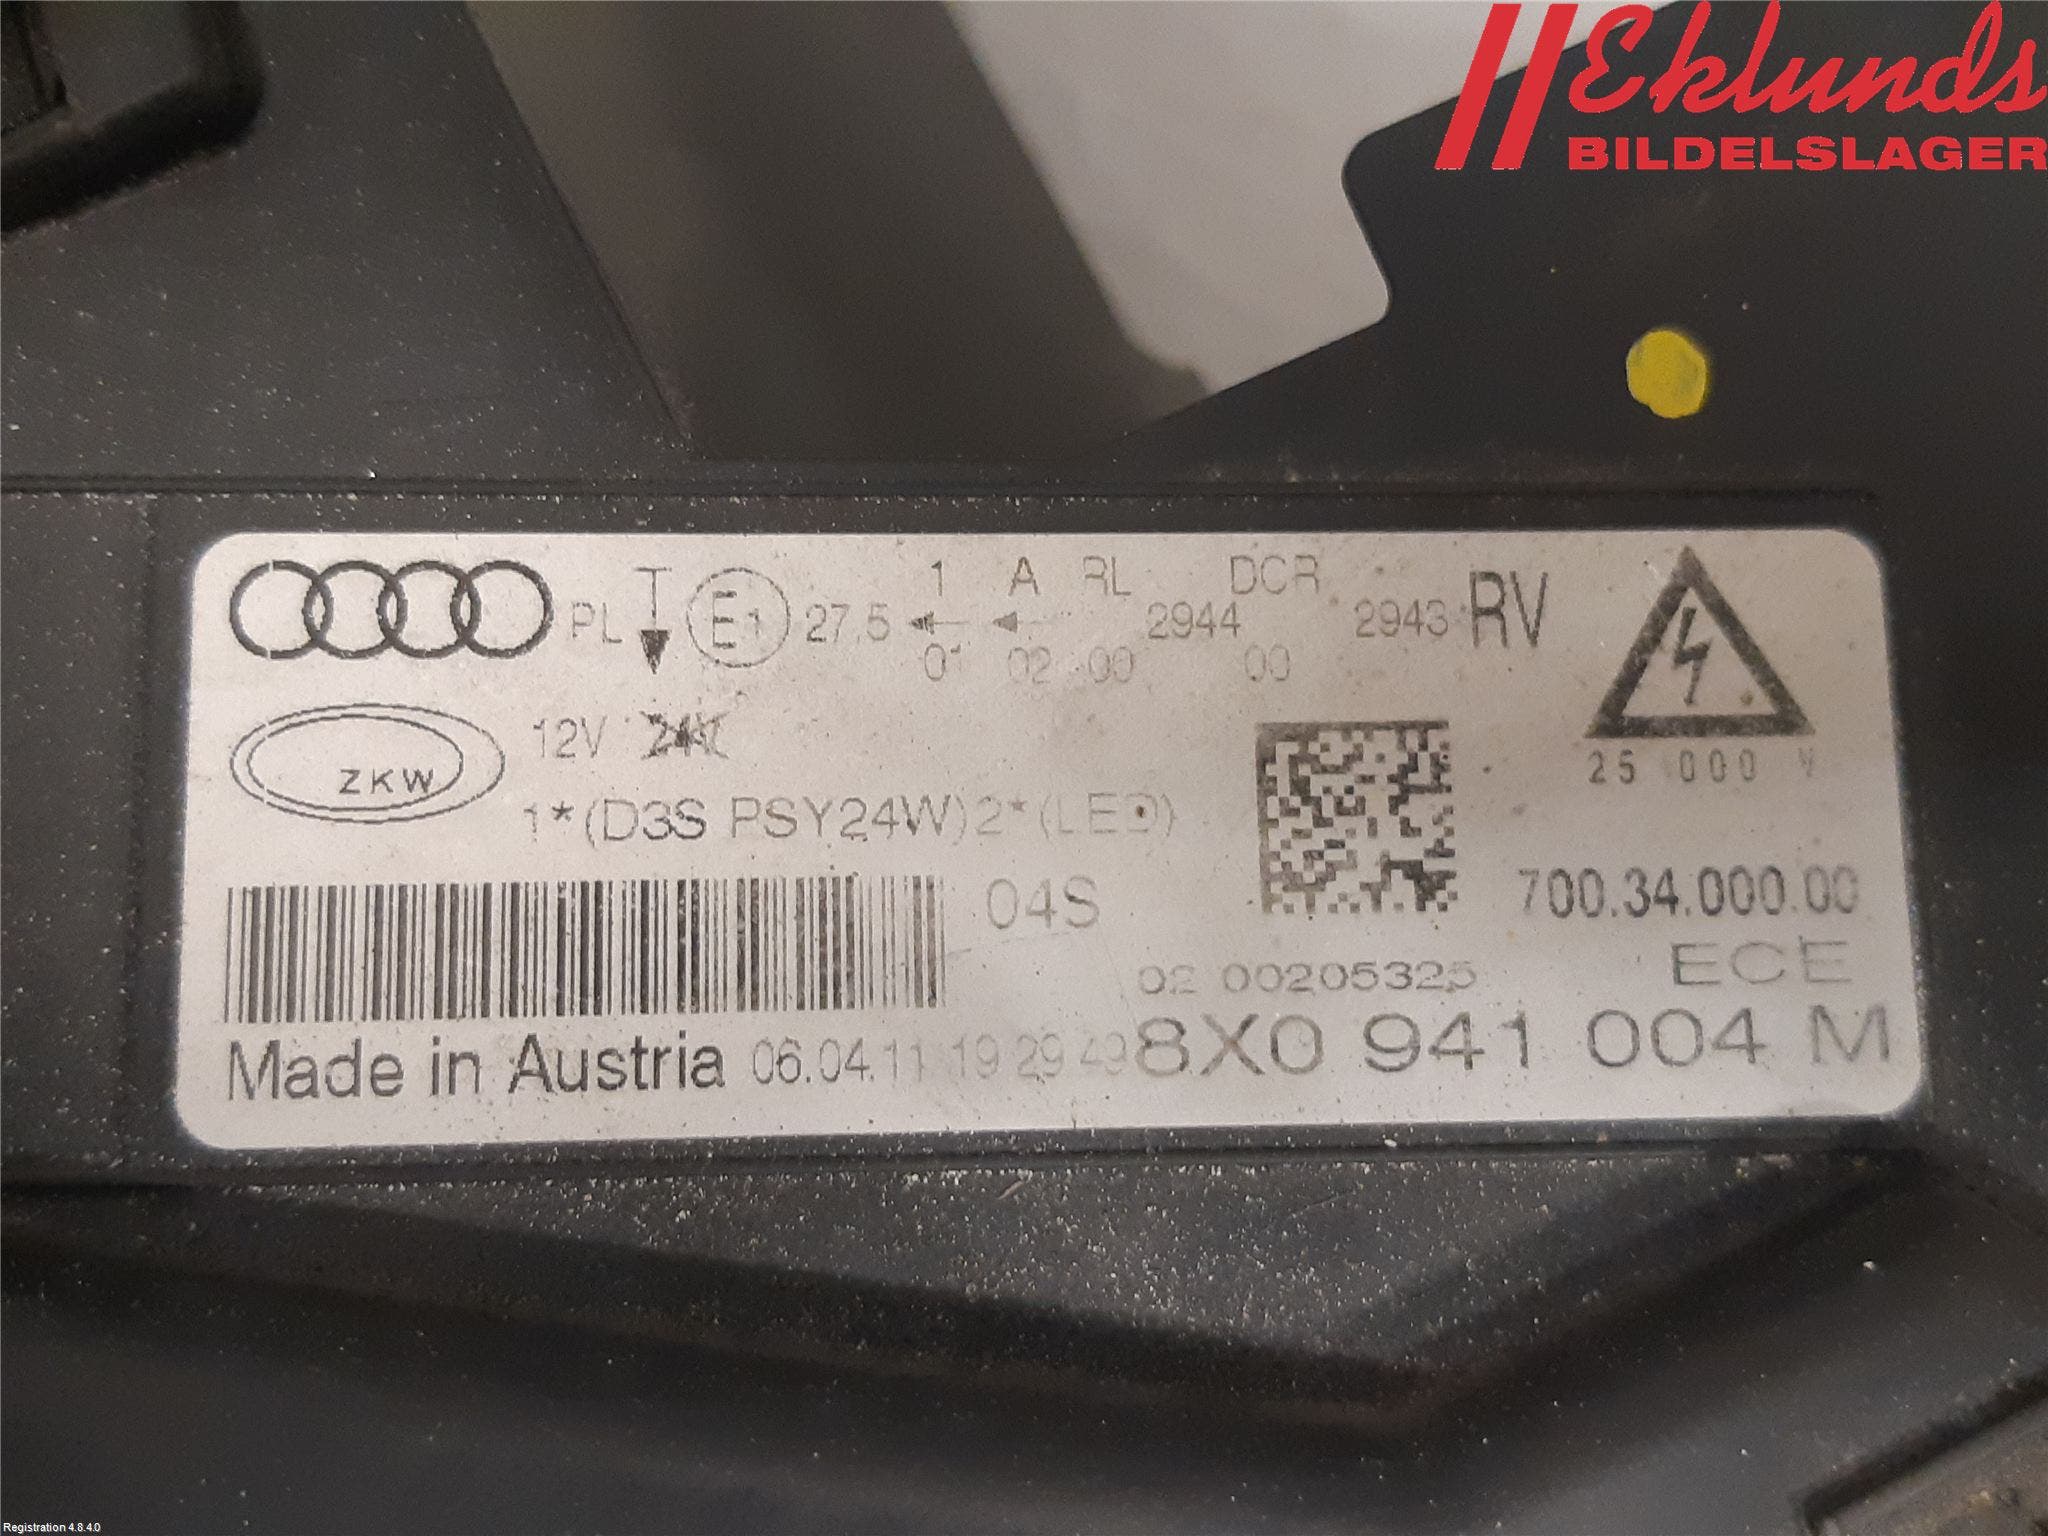 Eklunds
BILDELSLAGER
1 A RL DCR
PL E1 27.5 2944 2943 RV
01 02 00 00
12V 24V
ZKW
25 000 V
1*(D3S PSY24W)2*(LED)
04S
700.34.000.00
ECE
02 00205325
Made in Austria 06.04.11 19 29 49 8X0 941 004 M
Registration 4.8.4.0